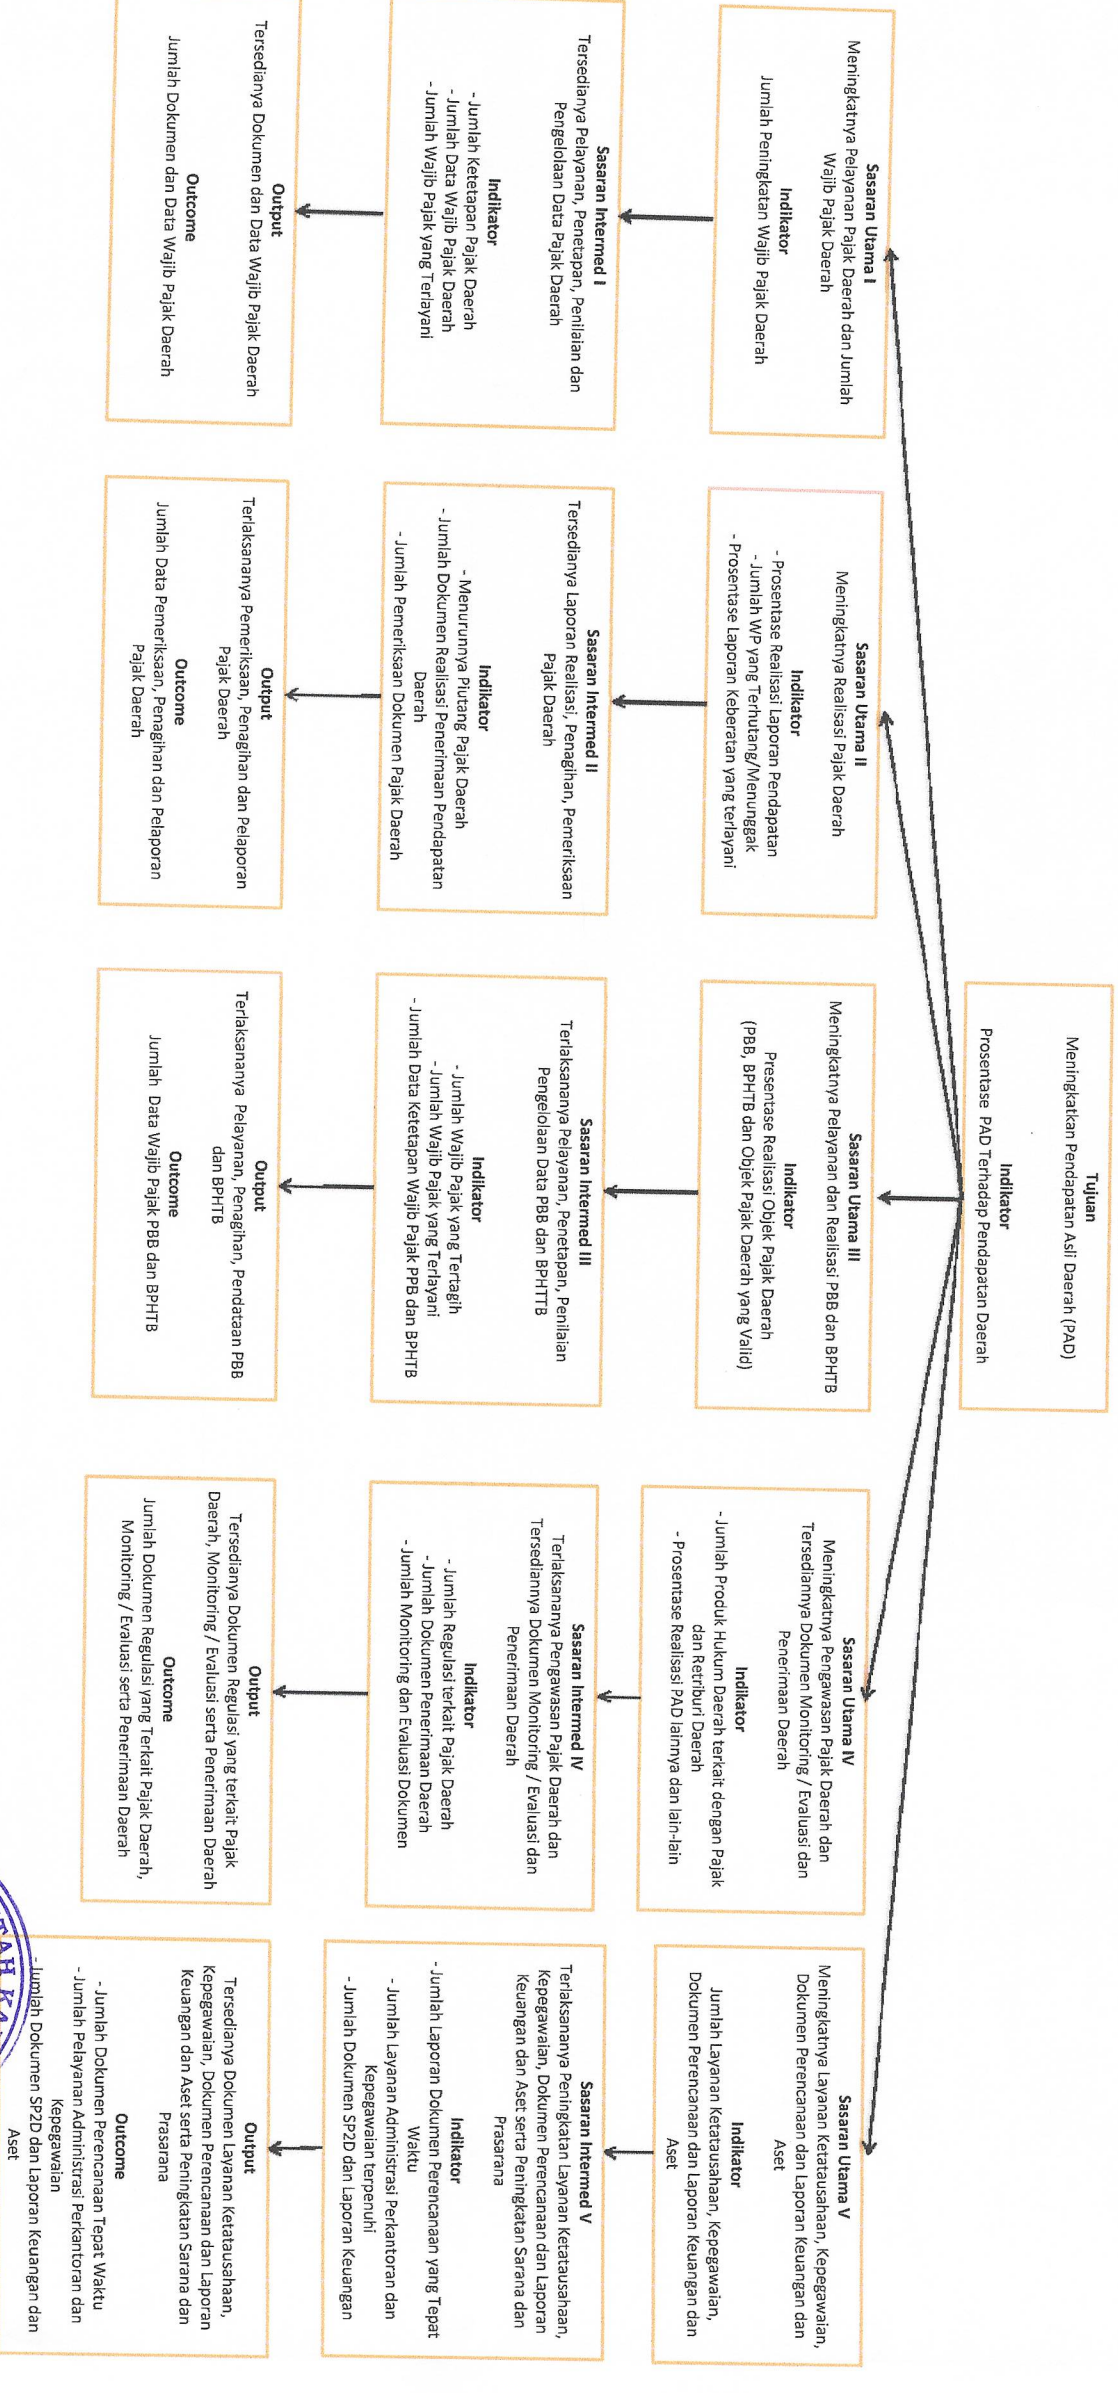 Tujuan
Meningkatkan Pendapatan Asli Daerah (PAD)
Indikator
Prosentase PAD Terhadap Pendapatan Daerah
Sasaran Utama I
Meningkatnya Pelayanan Pajak Daerah dan Jumlah
Wajib Pajak Daerah
Indikator
Jumlah Peningkatan Wajib Pajak Daerah
Sasaran Intermed I
Tersedianya Pelayanan, Penetapan, Penilaian dan
Pengelolaan Data Pajak Daerah
Indikator
- Jumlah Ketetapan Pajak Daerah
- Jumlah Data Wajib Pajak Daerah
- Jumlah Wajib Pajak yang Terlayani
Output
Tersedianya Dokumen dan Data Wajib Pajak Daerah
Outcome
Jumlah Dokumen dan Data Wajib Pajak Daerah
Sasaran Utama II
Meningkatnya Realisasi Pajak Daerah
Indikator
- Prosentase Realisasi Laporan Pendapatan
- Jumlah WP yang Terhutang/Menunggak
- Prosentase Laporan Keberatan yang terlayani
Sasaran Intermed II
Tersedianya Laporan Realisasi, Penagihan, Pemeriksaan
Pajak Daerah
Indikator
- Menurunnya Piutang Pajak Daerah
- Jumlah Dokumen Realisasi Penerimaan Pendapatan
Daerah
- Jumlah Pemeriksaan Dokumen Pajak Daerah
Output
Terlaksananya Pemeriksaan, Penagihan dan Pelaporan
Pajak Daerah
Outcome
Jumlah Data Pemeriksaan, Penagihan dan Pelaporan
Pajak Daerah
Sasaran Utama III
Meningkatnya Pelayanan dan Realisasi PBB dan BPHTB
Indikator
Presentase Realisasi Objek Pajak Daerah
(PBB, BPHTB dan Objek Pajak Daerah yang Valid)
Sasaran Intermed III
Terlaksananya Pelayanan, Penetapan, Penilaian
Pengelolaan Data PBB dan BPHTTB
Indikator
- Jumlah Wajib Pajak yang Tertagih
- Jumlah Wajib Pajak yang Terlayani
- Jumlah Data Ketetapan Wajib Pajak PPB dan BPHTB
Output
Terlaksananya Pelayanan, Penagihan, Pendataan PBB
dan BPHTB
Outcome
Jumlah Data Wajib Pajak PBB dan BPHTB
Sasaran Utama IV
Meningkatnya Pengawasan Pajak Daerah dan
Tersediannya Dokumen Monitoring / Evaluasi dan
Penerimaan Daerah
Indikator
- Jumlah Produk Hukum Daerah terkait dengan Pajak
dan Retriburi Daerah
- Prosentase Realisasi PAD lainnya dan lain-lain
Sasaran Intermed IV
Terlaksananya Pengawasan Pajak Daerah dan
Tersediannya Dokumen Monitoring / Evaluasi dan
Penerimaan Daerah
Indikator
- Jumlah Regulasi terkait Pajak Daerah
- Jumlah Dokumen Penerimaan Daerah
- Jumlah Monitoring dan Evaluasi Dokumen
Output
Tersedianya Dokumen Regulasi yang terkait Pajak
Daerah, Monitoring / Evaluasi serta Penerimaan Daerah
Outcome
Jumlah Dokumen Regulasi yang Terkait Pajak Daerah,
Monitoring / Evaluasi serta Penerimaan Daerah
Sasaran Utama V
Meningkatnya Layanan Ketatausahaan, Kepegawaian,
Dokumen Perencanaan dan Laporan Keuangan dan
Aset
Indikator
Jumlah Layanan Ketatausahaan, Kepegawaian,
Dokumen Perencanaan dan Laporan Keuangan dan
Aset
Sasaran Intermed V
Terlaksananya Peningkatan Layanan Ketatausahaan,
Kepegawaian, Dokumen Perencanaan dan Laporan
Keuangan dan Aset serta Peningkatan Sarana dan
Prasarana
Indikator
- Jumlah Laporan Dokumen Perencanaan yang Tepat
Waktu
- Jumlah Layanan Administrasi Perkantoran dan
Kepegawaian terpenuhi
- Jumlah Dokumen SP2D dan Laporan Keuangan
Output
Tersedianya Dokumen Layanan Ketatausahaan,
Kepegawaian, Dokumen Perencanaan dan Laporan
Keuangan dan Aset serta Peningkatan Sarana dan
Prasarana
Outcome
- Jumlah Dokumen Perencanaan Tepat Waktu
- Jumlah Pelayanan Administrasi Perkantoran dan
Kepegawaian
- Jumlah Dokumen SP2D dan Laporan Keuangan dan
Aset